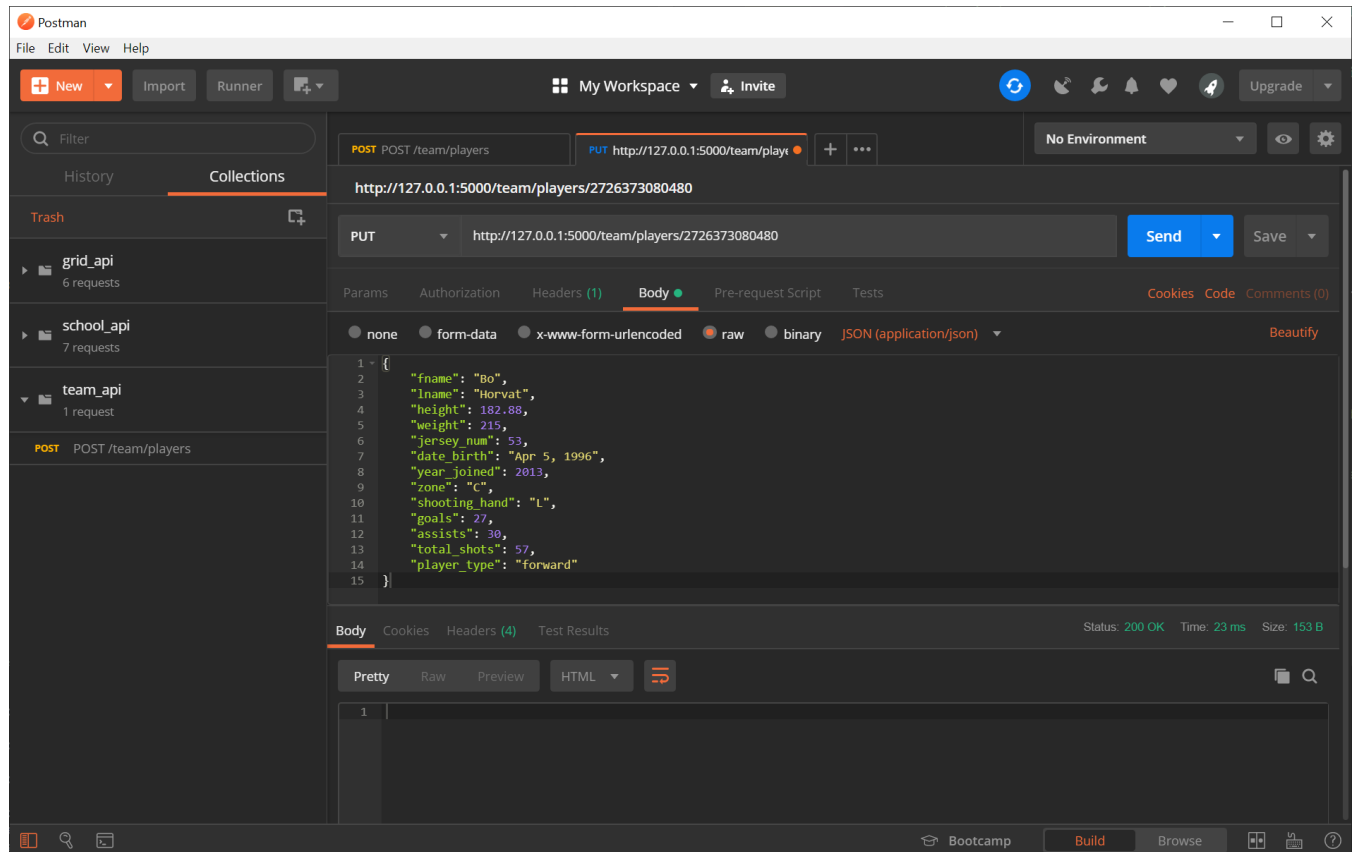 Postman
File Edit View Help
New Import Runner My Workspace Invite Upgrade
Filter
History Collections
Trash
grid_api
6 requests
school_api
7 requests
team_api
1 request
POST POST /team/players
POST POST /team/players PUT http://127.0.0.1:5000/team/playe No Environment
http://127.0.0.1:5000/team/players/2726373080480
PUT http://127.0.0.1:5000/team/players/2726373080480 Send Save
Params Authorization Headers (1) Body Pre-request Script Tests Cookies Code Comments (0)
none form-data x-www-form-urlencoded raw binary JSON (application/json) Beautify
1 {
2 "fname": "Bo",
3 "lname": "Horvat",
4 "height": 182.88,
5 "weight": 215,
6 "jersey_num": 53,
7 "date_birth": "Apr 5, 1996",
8 "year_joined": 2013,
9 "zone": "C",
10 "shooting_hand": "L",
11 "goals": 27,
12 "assists": 30,
13 "total_shots": 57,
14 "player_type": "forward"
15 }
Body Cookies Headers (4) Test Results Status: 200 OK Time: 23 ms Size: 153 B
Pretty Raw Preview HTML
1
Bootcamp Build Browse